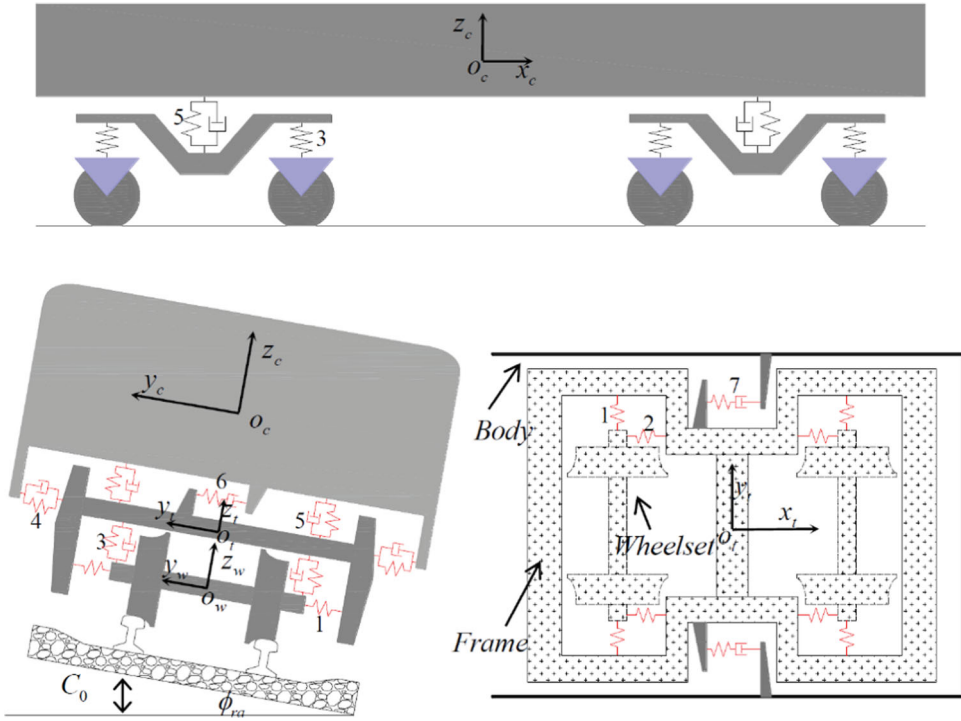 z_c
o_c
x_c
5
3
z_c
y_c
o_c
6
z_t
4
y_t
5
o_t
3
z_w
y_w
o_w
1
C_0
ϕ_ra
7
Body
1
2
y_t
x_t
o_t
Wheelset
Frame